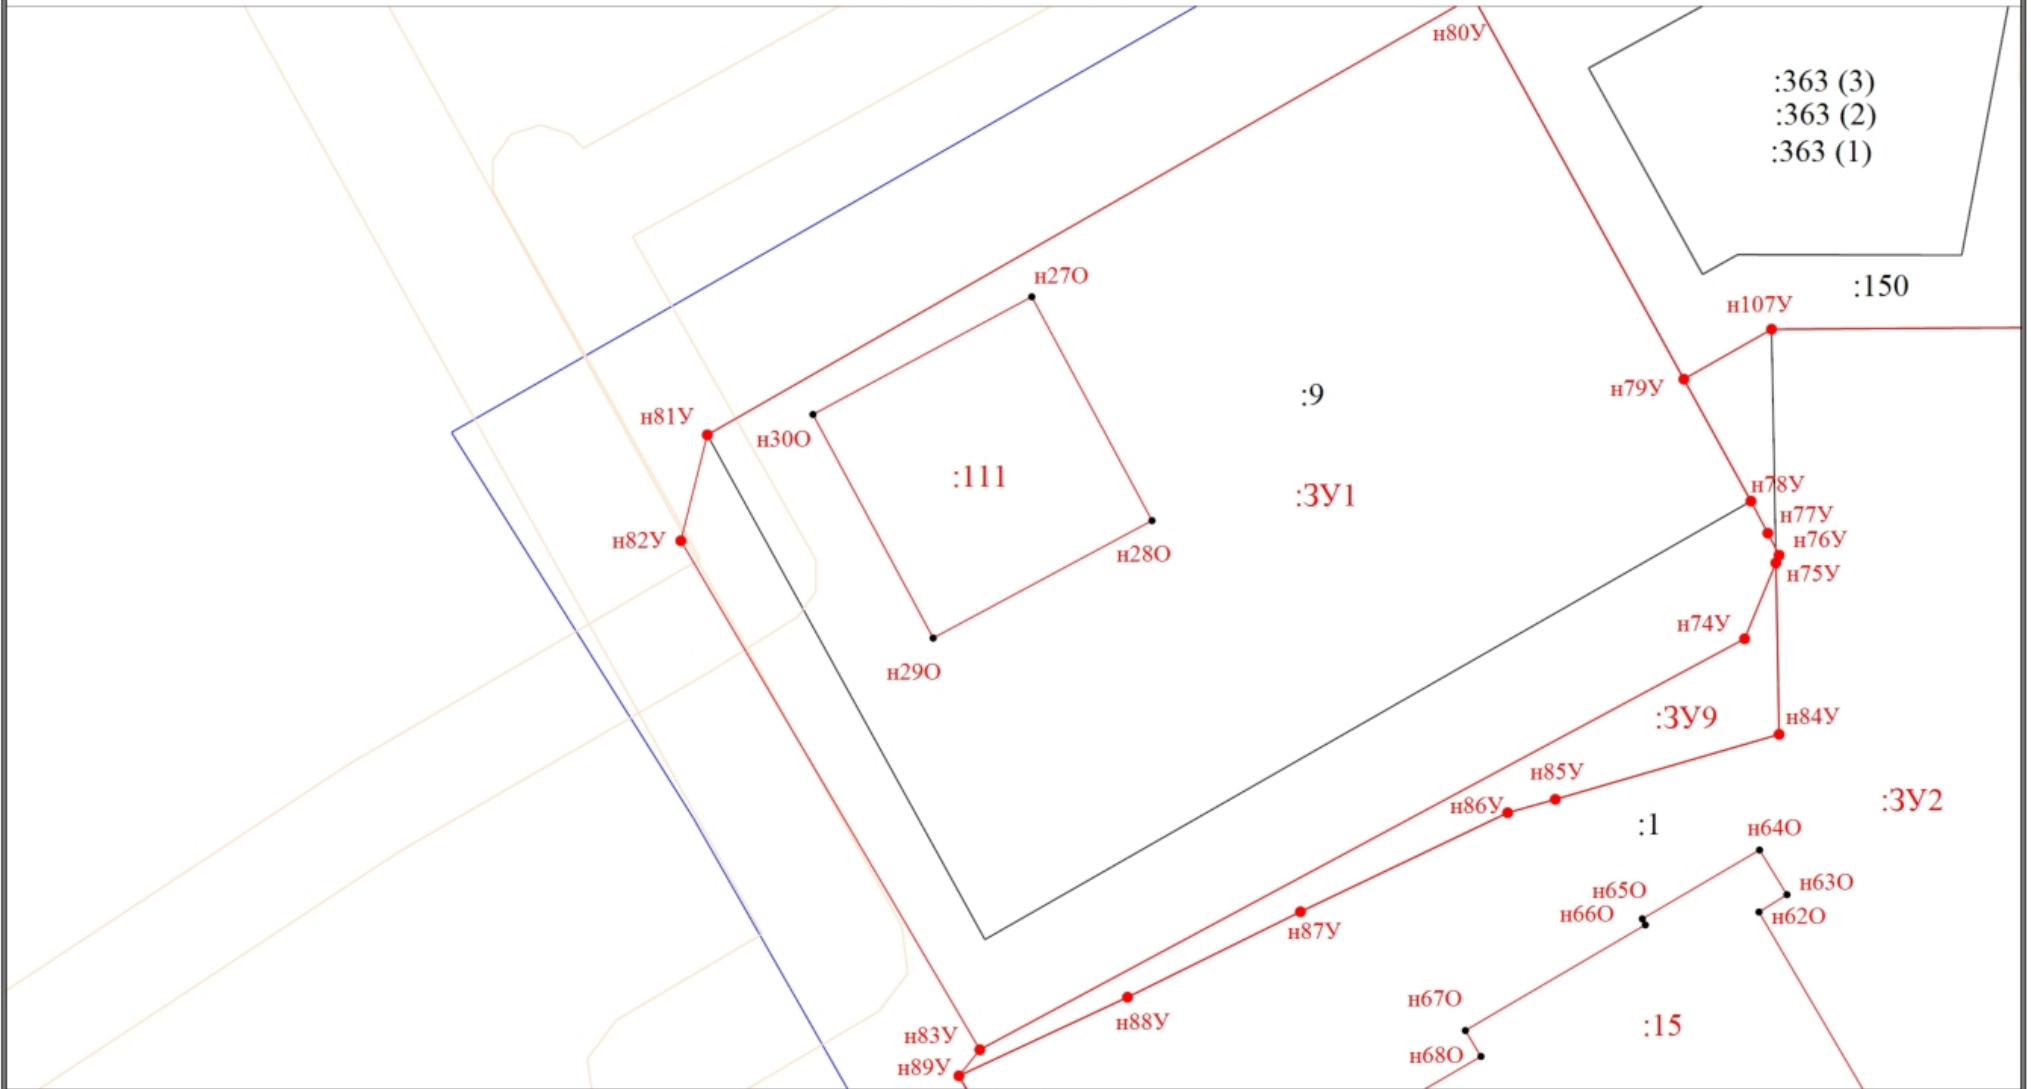 н80У
:363 (3)
:363 (2)
:363 (1)
н27О
:150
н107У
н79У
:9
н81У
н30О
:111
н78У
:ЗУ1
н77У
н82У
н76У
н28О
н75У
н74У
н29О
:ЗУ9
н84У
н85У
н86У
:ЗУ2
:1
н64О
н63О
н65О
н66О
н62О
н87У
н67О
н88У
:15
н83У
н68О
н89У